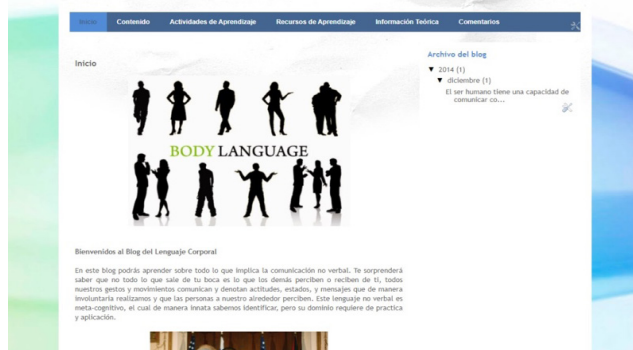 Inicio Contenido Actividades de Aprendizaje Recursos de Aprendizaje Información Teórica Comentarios
Inicio
BODY LANGUAGE
Bienvenidos al Blog del Lenguaje Corporal
En este blog podrás aprender sobre todo lo que implica la comunicación no verbal. Te sorprenderá
saber que no todo lo que sale de tu boca es lo que los demás perciben o reciben de ti, todos
nuestros gestos y movimientos comunican y denotan actitudes, estados, y mensajes que de manera
involuntaria realizamos y que las personas a nuestro alrededor perciben. Este lenguaje no verbal es
meta-cognitivo, el cual de manera innata sabemos identificar, pero su dominio requiere de practica
y aplicación.
Archivo del blog
▼ 2014 (1)
▼ diciembre (1)
El ser humano tiene una capacidad de
comunicar co...